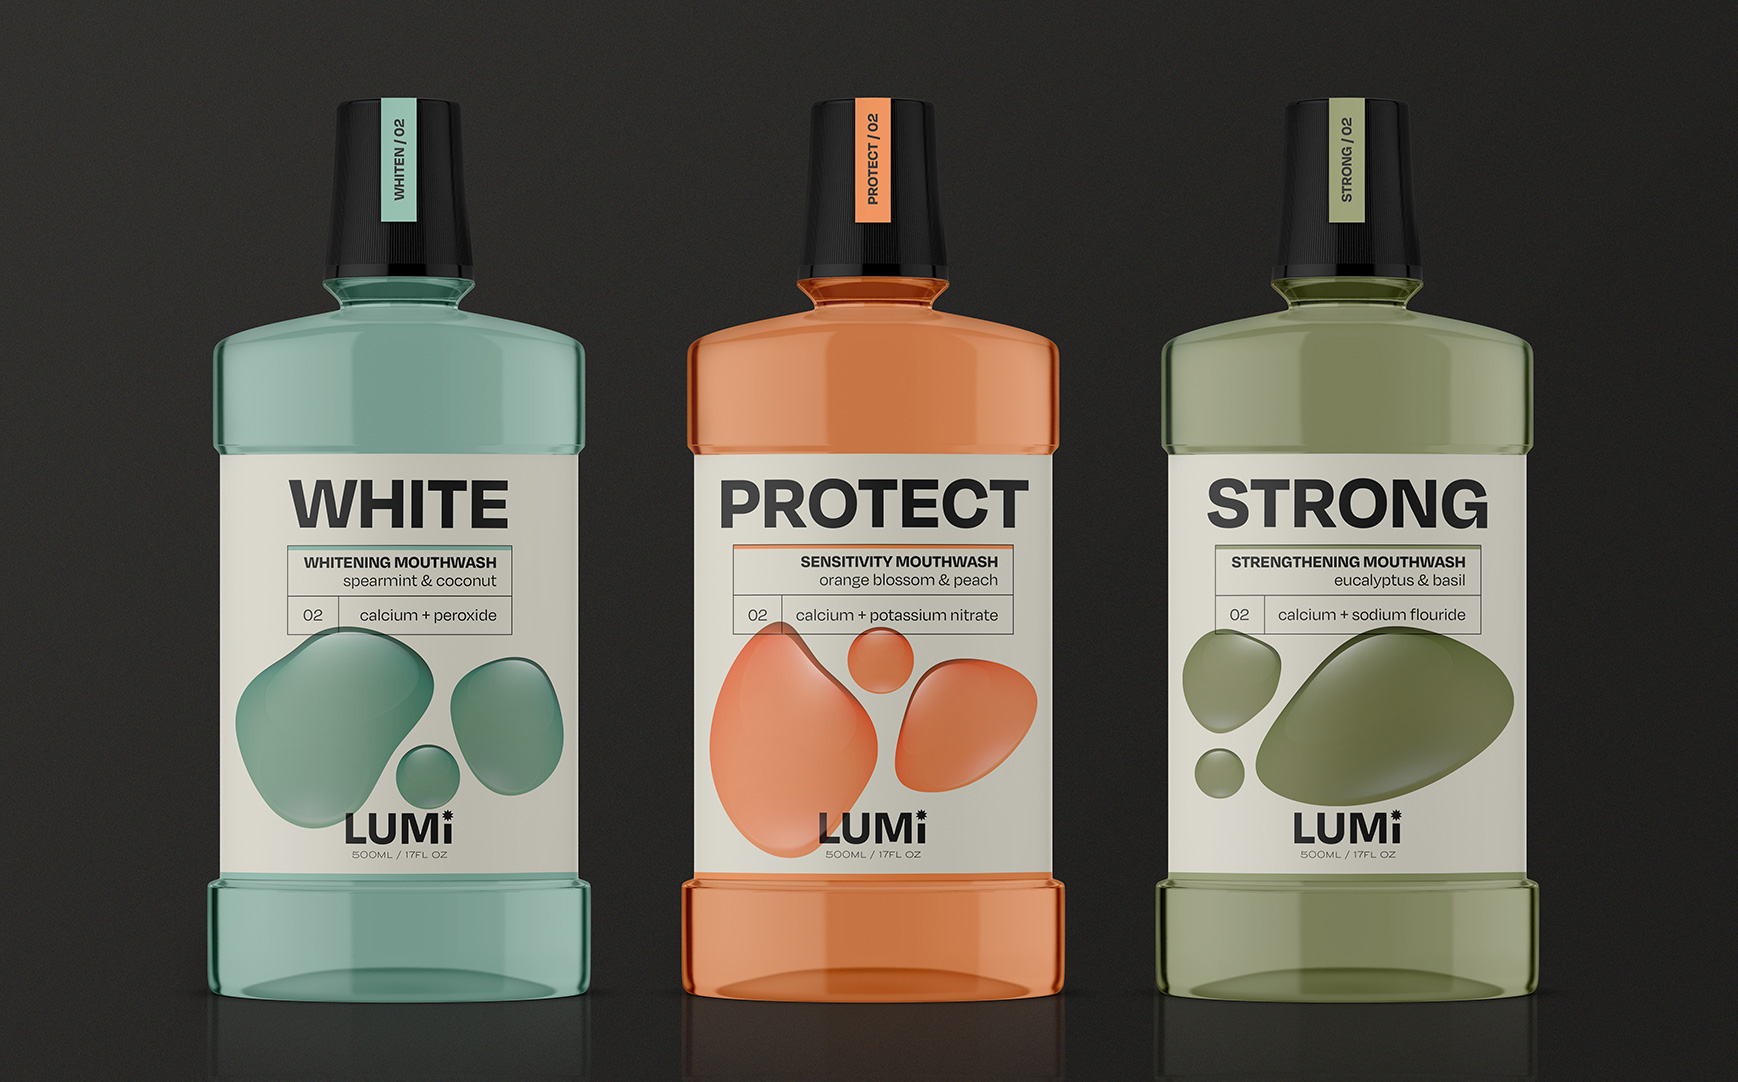 WHITEN / 02
WHITE
WHITENING MOUTHWASH
spearmint & coconut
02 calcium + peroxide
LUMi
500ML / 17FL OZ
PROTECT / 02
PROTECT
SENSITIVITY MOUTHWASH
orange blossom & peach
02 calcium + potassium nitrate
LUMi
500ML / 17FL OZ
STRONG / 02
STRONG
STRENGTHENING MOUTHWASH
eucalyptus & basil
02 calcium + sodium flouride
LUMi
500ML / 17FL OZ